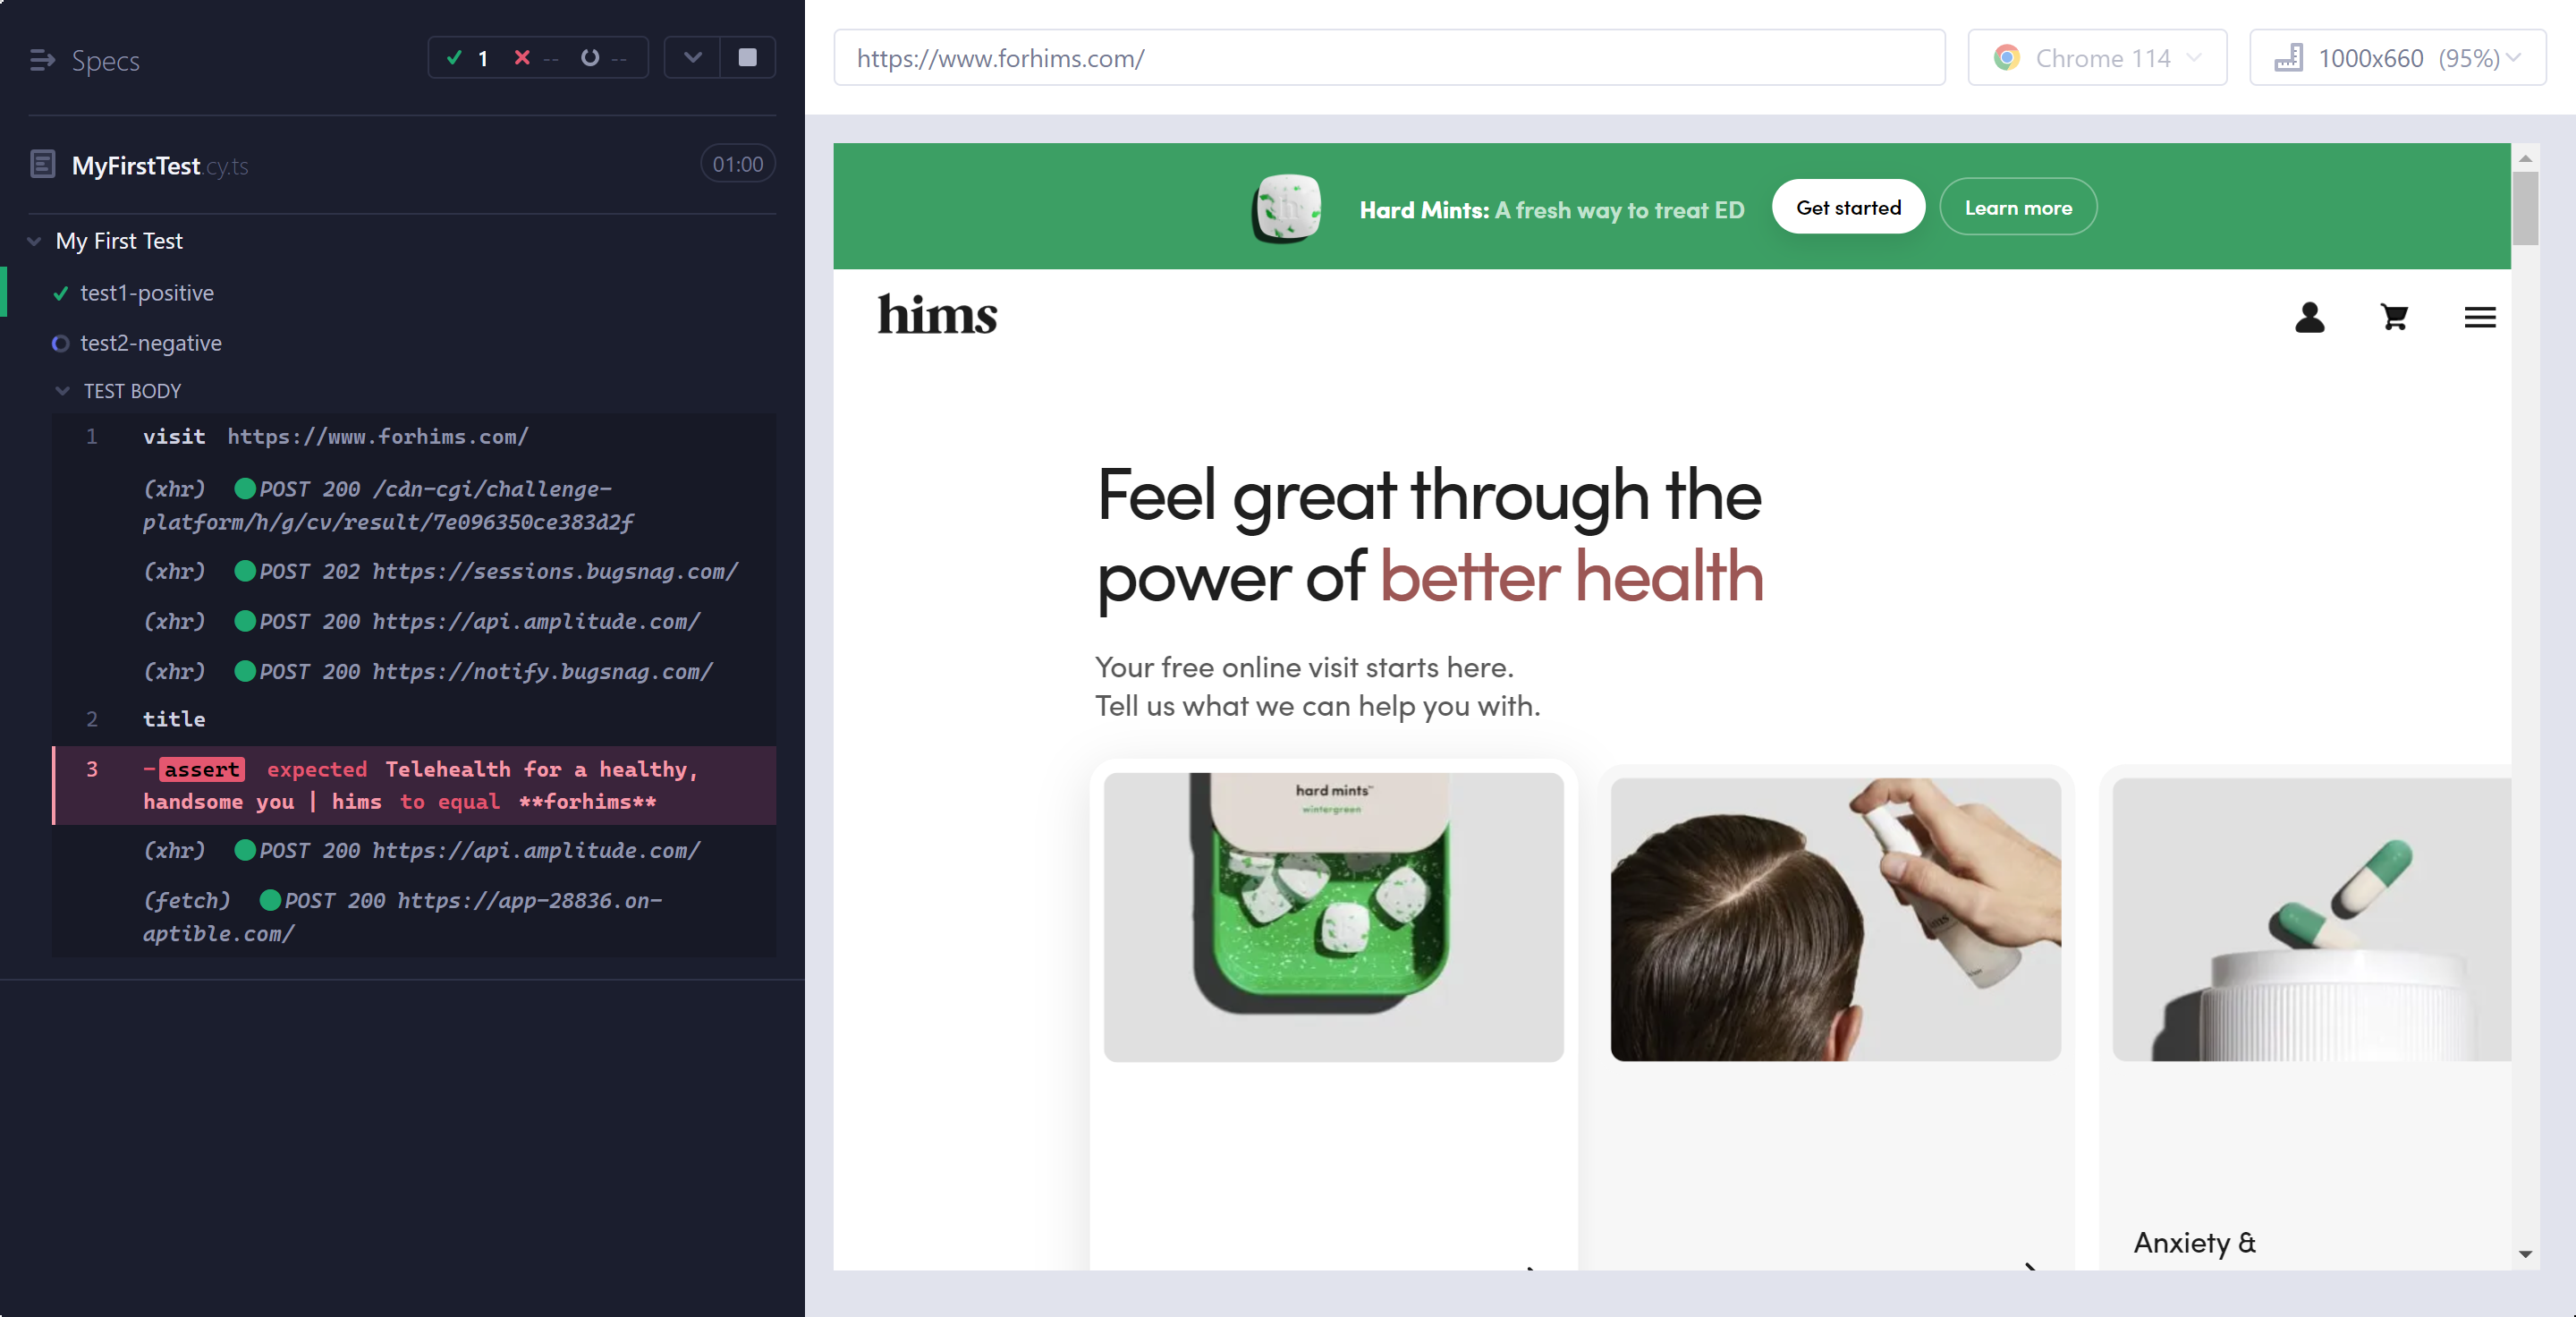 Specs
1 -- --
MyFirstTest.cy.ts
01:00
My First Test
test1-positive
test2-negative
TEST BODY
1 visit https://www.forhims.com/
(xhr) POST 200 /cdn-cgi/challenge-
platform/h/g/cv/result/7e096350ce383d2f
(xhr) POST 202 https://sessions.bugsnag.com/
(xhr) POST 200 https://api.amplitude.com/
(xhr) POST 200 https://notify.bugsnag.com/
2 title
3 -assert expected Telehealth for a healthy,
handsome you | hims to equal **forhims**
(xhr) POST 200 https://api.amplitude.com/
(fetch) POST 200 https://app-28836.on-
aptible.com/
https://www.forhims.com/
Chrome 114
1000x660 (95%)
Hard Mints: A fresh way to treat ED
Get started
Learn more
hims
Feel great through the
power of better health
Your free online visit starts here.
Tell us what we can help you with.
hard mints™
wintergreen
hims
Anxiety &